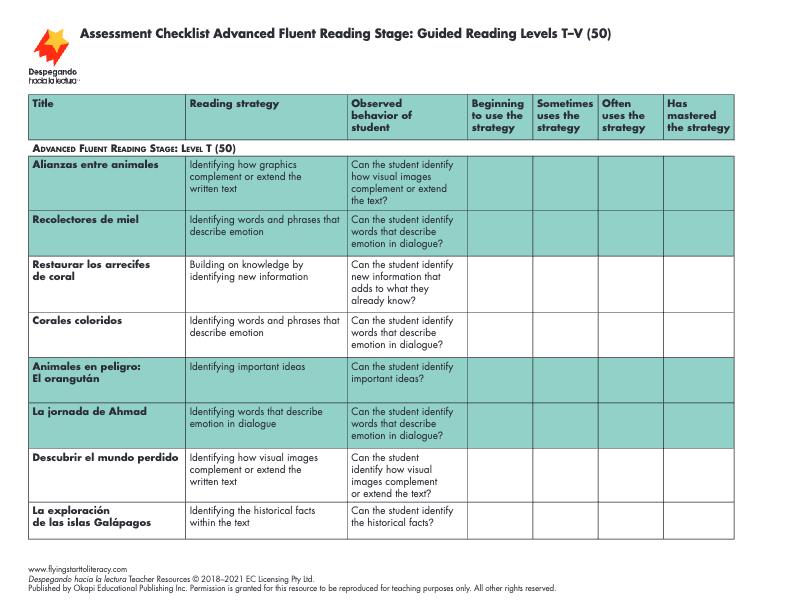 Assessment Checklist Advanced Fluent Reading Stage: Guided Reading Levels T–V (50)
Despegando
hacia la lectura
Title
Reading strategy
Observed
behavior of
student
Beginning
to use the
strategy
Sometimes
uses the
strategy
Often
uses the
strategy
Has
mastered
the strategy
Advanced Fluent Reading Stage: Level T (50)
Alianzas entre animales
Identifying how graphics
complement or extend the
written text
Can the student identify
how visual images
complement or extend
the text?
Recolectores de miel
Identifying words and phrases that
describe emotion
Can the student identify
words that describe
emotion in dialogue?
Restaurar los arrecifes
de coral
Building on knowledge by
identifying new information
Can the student identify
new information that
adds to what they
already know?
Corales coloridos
Identifying words and phrases that
describe emotion
Can the student identify
words that describe
emotion in dialogue?
Animales en peligro:
El orangután
Identifying important ideas
Can the student identify
important ideas?
La jornada de Ahmad
Identifying words that describe
emotion in dialogue
Can the student identify
words that describe
emotion in dialogue?
Descubrir el mundo perdido
Identifying how visual images
complement or extend the
written text
Can the student
identify how visual
images complement
or extend the text?
La exploración
de las islas Galápagos
Identifying the historical facts
within the text
Can the student identify
the historical facts?
www.flyingstarttoliteracy.com
Despegando hacia la lectura Teacher Resources © 2018–2021 EC Licensing Pty Ltd.
Published by Okapi Educational Publishing Inc. Permission is granted for this resource to be reproduced for teaching purposes only. All other rights reserved.